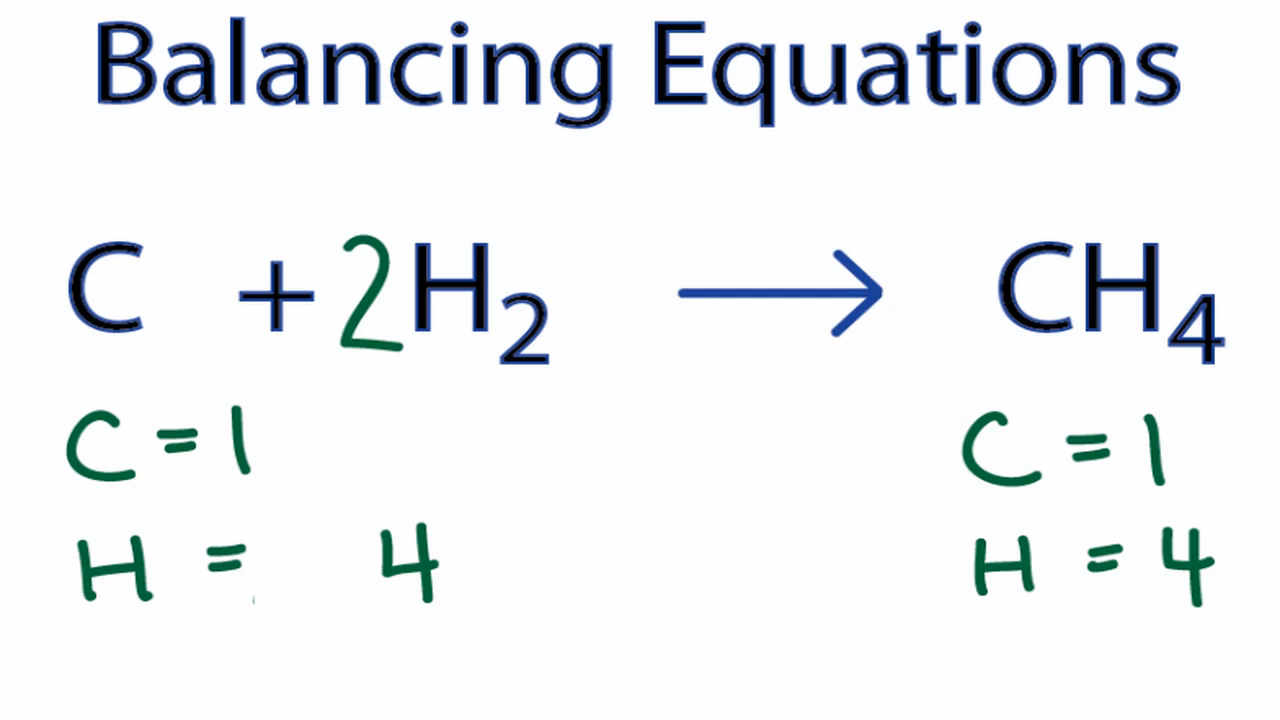 Balancing Equations
C + 2H₂ → CH₄
C = 1 C = 1
H = 4 H = 4